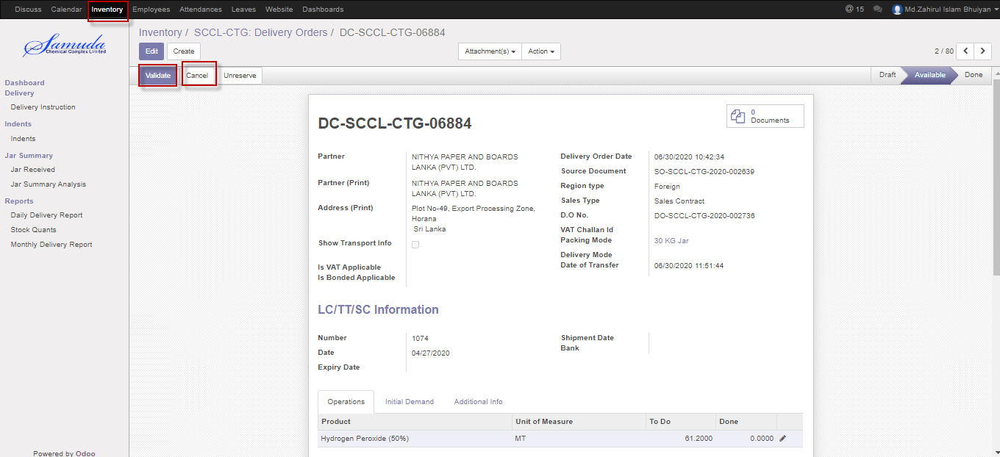 Discuss Calendar Inventory Employees Attendances Leaves Website Dashboards @ 15 Md.Zahirul Islam Bhuiyan
Samuda
Chemical Complex Limited
Inventory / SCCL-CTG: Delivery Orders / DC-SCCL-CTG-06884
Edit Create Attachment(s) Action 2 / 80
Validate Cancel Unreserve Draft Available Done
Dashboard
Delivery
Delivery Instruction
Indents
Indents
Jar Summary
Jar Received
Jar Summary Analysis
Reports
Daily Delivery Report
Stock Quants
Monthly Delivery Report
Powered by Odoo
0
Documents
DC-SCCL-CTG-06884
Partner NITHYA PAPER AND BOARDS
LANKA (PVT) LTD.
Partner (Print) NITHYA PAPER AND BOARDS
LANKA (PVT) LTD.
Address (Print) Plot No-49, Export Processing Zone,
Horana
Sri Lanka
Show Transport Info
Is VAT Applicable
Is Bonded Applicable
Delivery Order Date 06/30/2020 10:42:34
Source Document SO-SCCL-CTG-2020-002639
Region type Foreign
Sales Type Sales Contract
D.O No. DO-SCCL-CTG-2020-002736
VAT Challan Id
Packing Mode 30 KG Jar
Delivery Mode
Date of Transfer 06/30/2020 11:51:44
LC/TT/SC Information
Number 1074
Date 04/27/2020
Expiry Date
Shipment Date
Bank
Operations Initial Demand Additional Info
Product Unit of Measure To Do Done
Hydrogen Peroxide (50%) MT 61.2000 0.0000